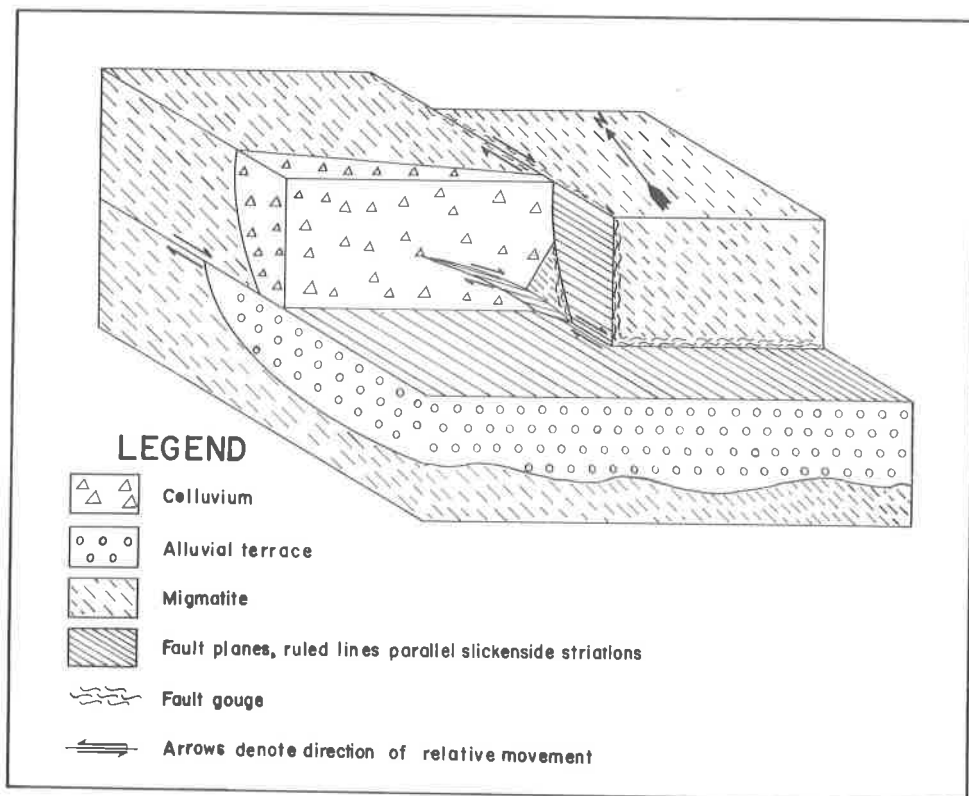 N
LEGEND
Colluvium
Alluvial terrace
Migmatite
Fault planes, ruled lines parallel slickenside striations
Fault gouge
Arrows denote direction of relative movement